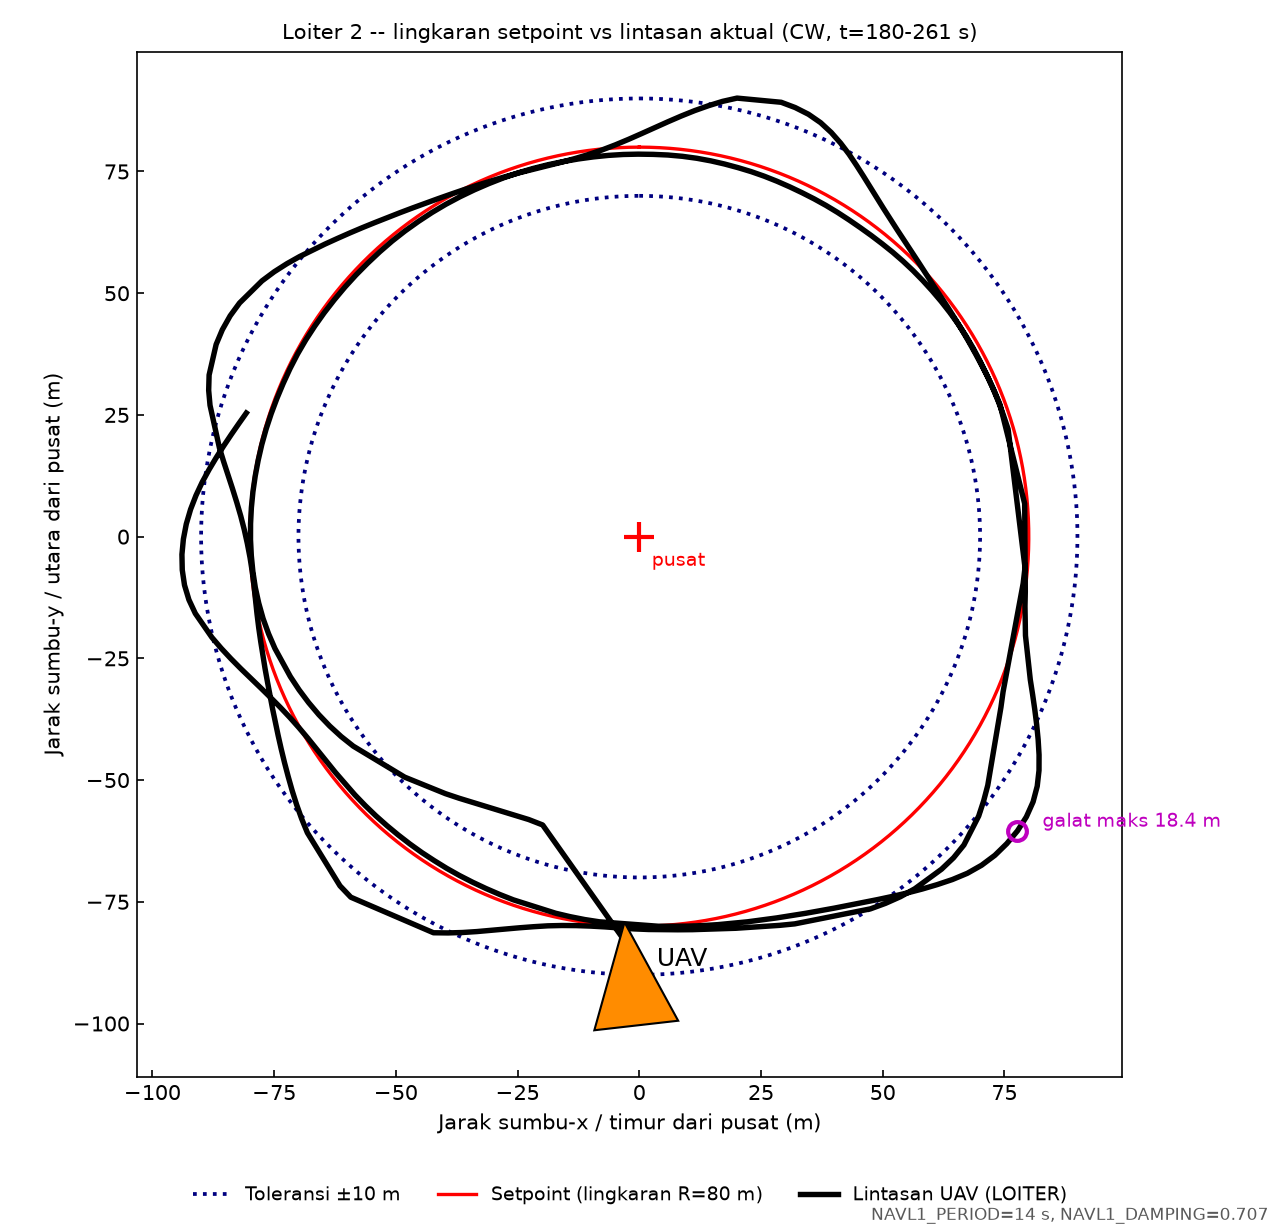 Loiter 2 -- lingkaran setpoint vs lintasan aktual (CW, t=180-261 s)
Jarak sumbu-y / utara dari pusat (m)
75
50
25
0
−25
−50
−75
−100
pusat
galat maks 18.4 m
UAV
−100
−75
−50
−25
0
25
50
75
Jarak sumbu-x / timur dari pusat (m)
Toleransi ±10 m
Setpoint (lingkaran R=80 m)
Lintasan UAV (LOITER)
NAVL1_PERIOD=14 s, NAVL1_DAMPING=0.707